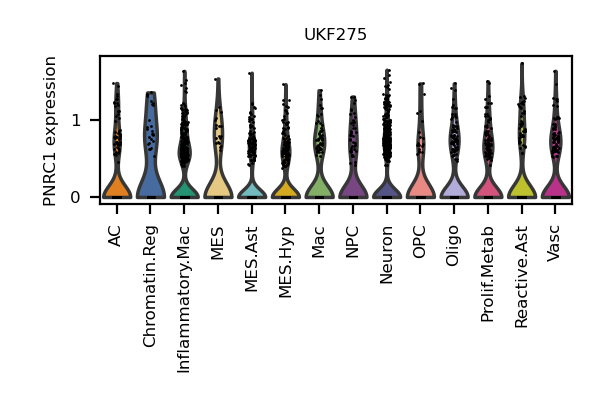 UKF275
PNRC1 expression
1
0
AC
Chromatin.Reg
Inflammatory.Mac
MES
MES.Ast
MES.Hyp
Mac
NPC
Neuron
OPC
Oligo
Prolif.Metab
Reactive.Ast
Vasc